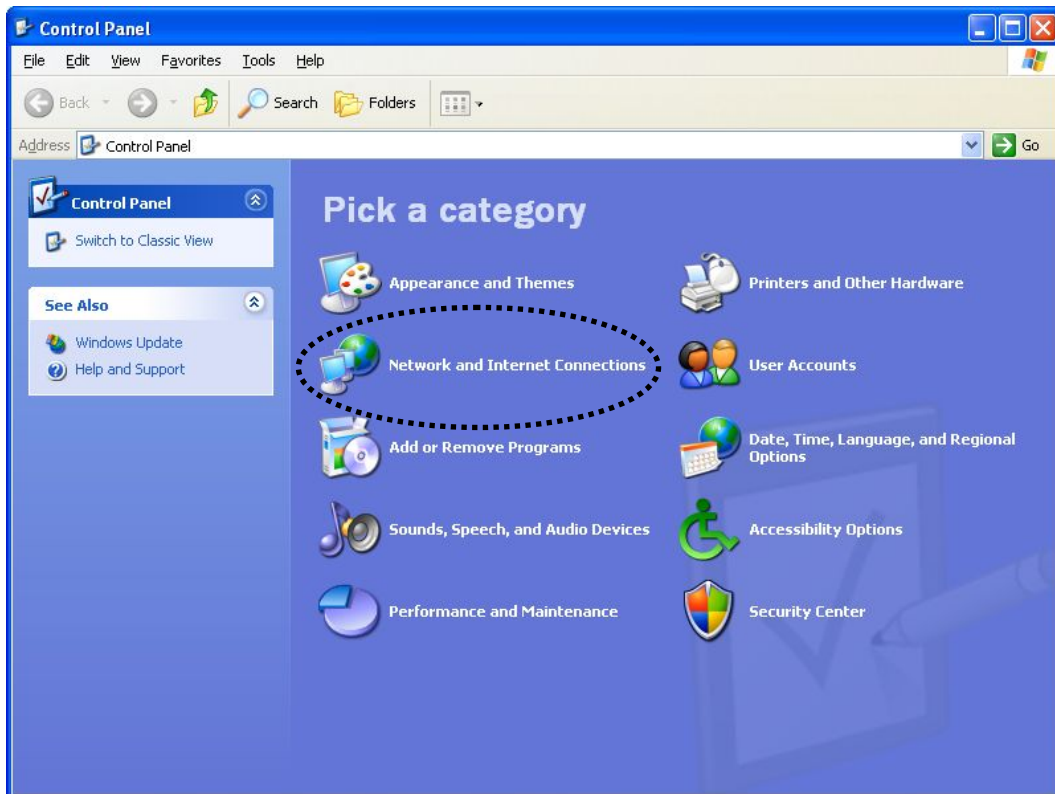 Control Panel
File Edit View Favorites Tools Help
Back Search Folders
Address Control Panel Go
Control Panel
Switch to Classic View
See Also
Windows Update
Help and Support
Pick a category
Appearance and Themes
Printers and Other Hardware
Network and Internet Connections
User Accounts
Add or Remove Programs
Date, Time, Language, and Regional
Options
Sounds, Speech, and Audio Devices
Accessibility Options
Performance and Maintenance
Security Center